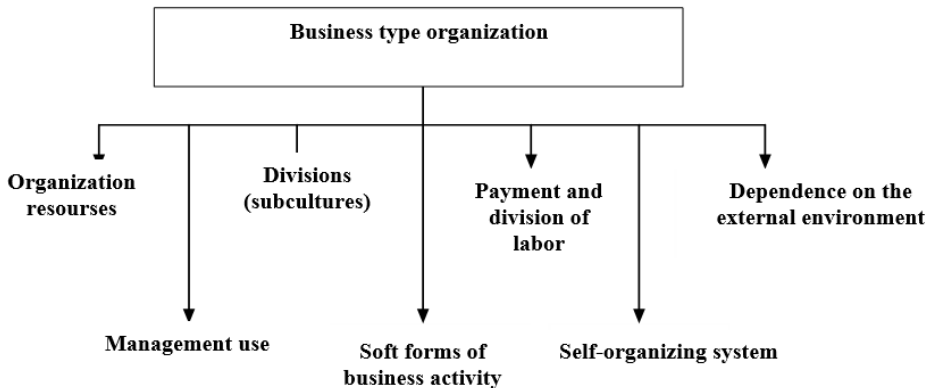 Business type organization
Organization
resourses
Divisions
(subcultures)
Payment and
division of
labor
Dependence on the
external environment
Management use
Soft forms of
business activity
Self-organizing system